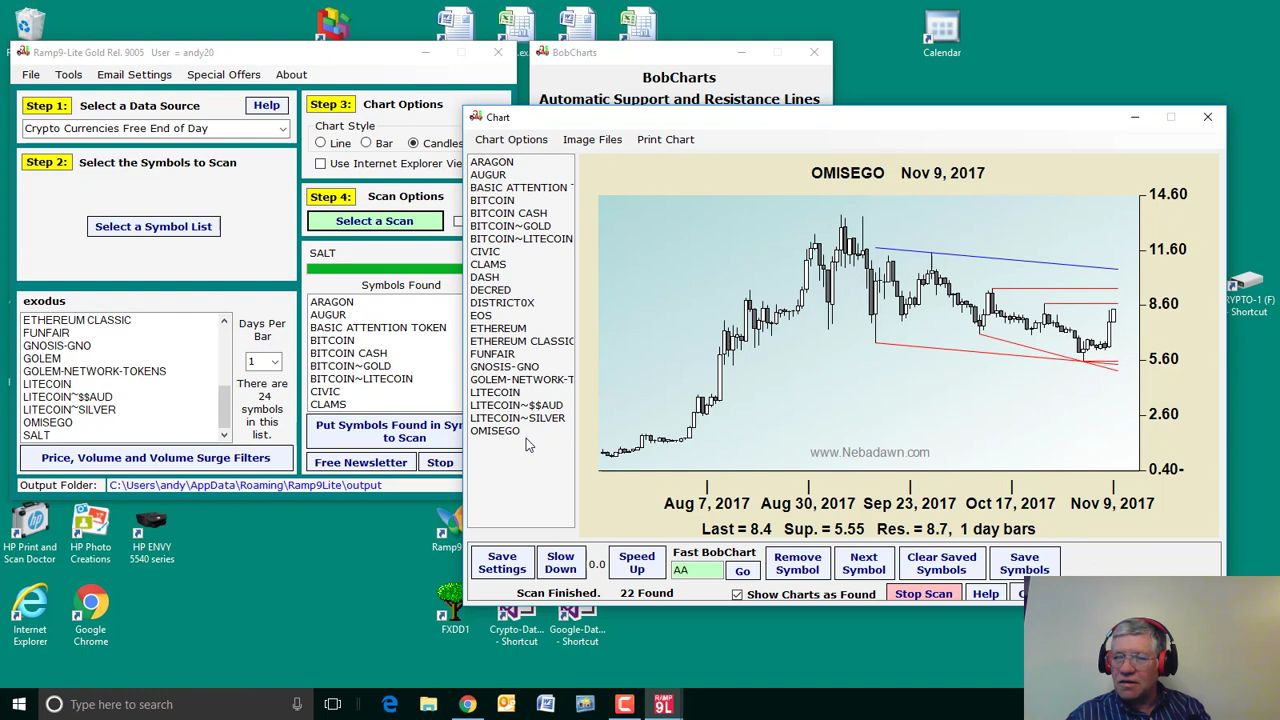 Calendar
Ramp9-Lite Gold Rel. 9005 User = andy20
File Tools Email Settings Special Offers About
Step 1: Select a Data Source Help
Crypto Currencies Free End of Day
Step 2: Select the Symbols to Scan
Select a Symbol List
exodus
ETHEREUM CLASSIC
FUNFAIR
GNOSIS-GNO
GOLEM
GOLEM-NETWORK-TOKENS
LITECOIN
LITECOIN~$$AUD
LITECOIN~SILVER
OMISEGO
SALT
Days Per
Bar
1
There are
24
symbols
in this
list.
Price, Volume and Volume Surge Filters
Output Folder: C:\Users\andy\AppData\Roaming\Ramp9Lite\output
Step 3: Chart Options
Chart Style
Line Bar Candles
Use Internet Explorer Vie
Step 4: Scan Options
Select a Scan
SALT
Symbols Found
ARAGON
AUGUR
BASIC ATTENTION TOKEN
BITCOIN
BITCOIN CASH
BITCOIN~GOLD
BITCOIN~LITECOIN
CIVIC
CLAMS
Put Symbols Found in Sym
to Scan
Free Newsletter Stop
BobCharts
BobCharts
Automatic Support and Resistance Lines
Chart
Chart Options Image Files Print Chart
ARAGON
AUGUR
BASIC ATTENTION T
BITCOIN
BITCOIN CASH
BITCOIN~GOLD
BITCOIN~LITECOIN
CIVIC
CLAMS
DASH
DECRED
DISTRICT0X
EOS
ETHEREUM
ETHEREUM CLASSIC
FUNFAIR
GNOSIS-GNO
GOLEM-NETWORK-T
LITECOIN
LITECOIN~$$AUD
LITECOIN~SILVER
OMISEGO
OMISEGO Nov 9, 2017
14.60
11.60
8.60
5.60
2.60
0.40-
www.Nebadawn.com
Aug 7, 2017 Aug 30, 2017 Sep 23, 2017 Oct 17, 2017 Nov 9, 2017
Last = 8.4 Sup. = 5.55 Res. = 8.7, 1 day bars
Save
Settings
Slow
Down
0.0
Speed
Up
Fast BobChart
AA Go
Remove
Symbol
Next
Symbol
Clear Saved
Symbols
Save
Symbols
Scan Finished. 22 Found Show Charts as Found Stop Scan Help
CRYPTO-1 (F)
- Shortcut
HP Print and
Scan Doctor
HP Photo
Creations
HP ENVY
5540 series
Internet
Explorer
Google
Chrome
Ramp9
FXDD1
Crypto-Dat...
- Shortcut
Google-Dat...
- Shortcut
Type here to search
RAMP
9L